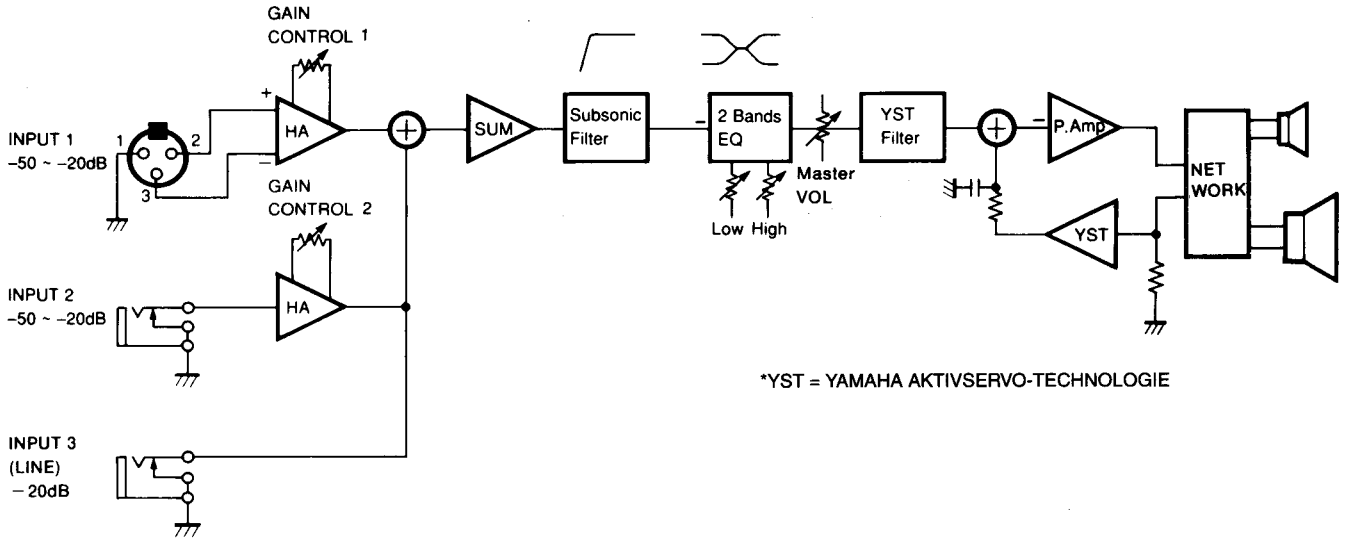 GAIN
CONTROL 1
INPUT 1
-50 ~ -20dB
1
2
3
+
−
HA
+
SUM
Subsonic
Filter
−
2 Bands
EQ
Low High
Master
VOL
YST
Filter
+
−
P.Amp
NET
WORK
YST
GAIN
CONTROL 2
INPUT 2
-50 ~ -20dB
HA
INPUT 3
(LINE)
-20dB
*YST = YAMAHA AKTIVSERVO-TECHNOLOGIE